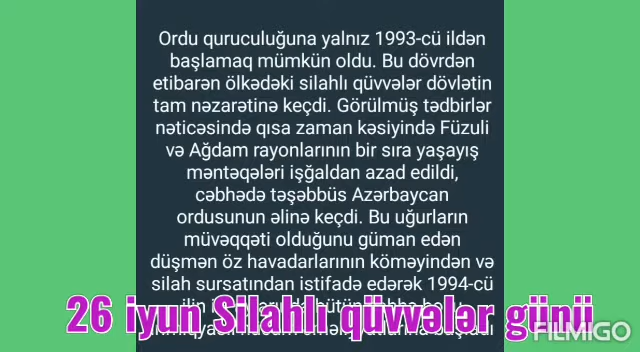 Ordu quruculuğuna yalnız 1993-cü ildən
başlamaq mümkün oldu. Bu dövrdən
etibarən ölkədəki silahlı qüvvələr dövlətin
tam nəzarətinə keçdi. Görülmüş tədbirlər
nəticəsində qısa zaman kəsiyində Füzuli
və Ağdam rayonlarının bir sıra yaşayış
məntəqələri işğaldan azad edildi,
cəbhədə təşəbbüs Azərbaycan
ordusunun əlinə keçdi. Bu uğurların
müvəqqəti olduğunu güman edən
düşmən öz havadarlarının köməyindən və
silah sursatından istifadə edərək 1994-cü
ilin
26 iyun Silahlı qüvvələr günü
başladı
FILMIGO